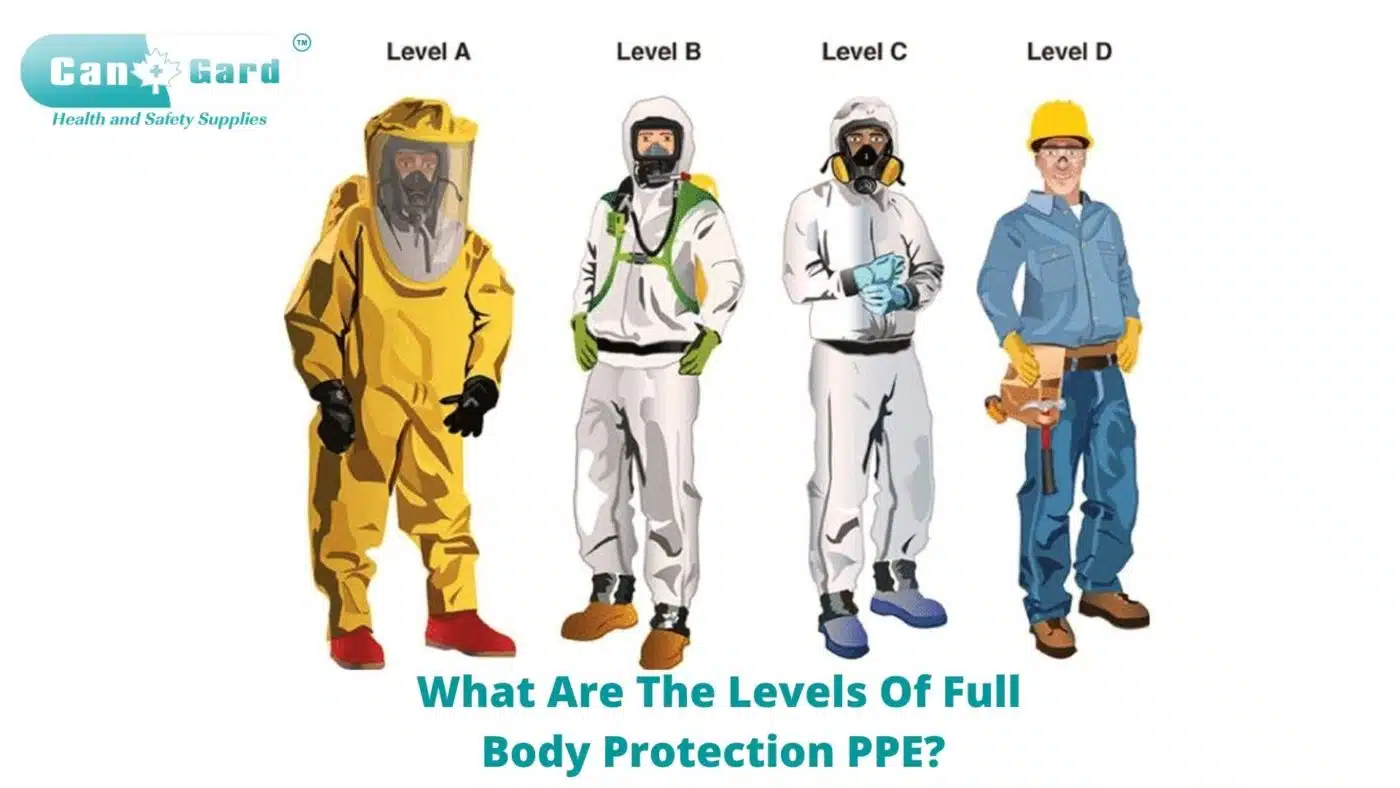 Can Gard
TM
Health and Safety Supplies
Level A
Level B
Level C
Level D
What Are The Levels Of Full
Body Protection PPE?